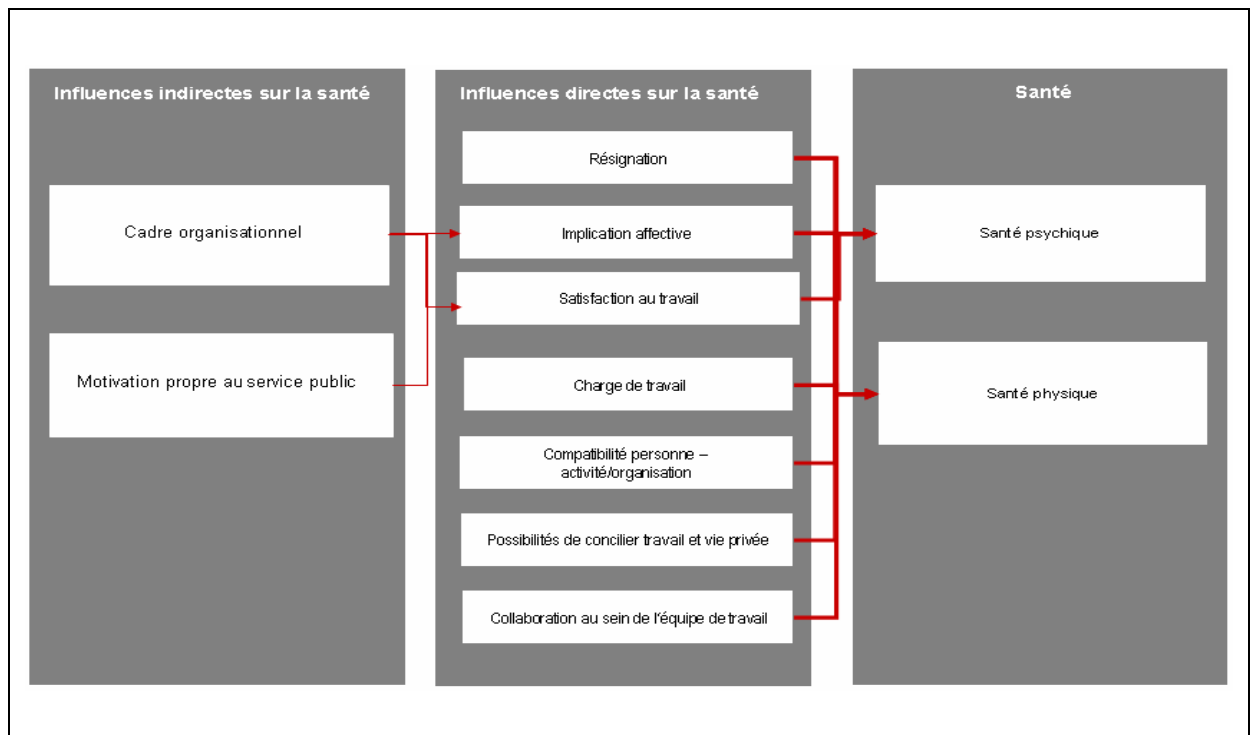 Influences indirectes sur la santé
Cadre organisationnel
Motivation propre au service public
Influences directes sur la santé
Résignation
Implication affective
Satisfaction au travail
Charge de travail
Compatibilité personne –
activité/organisation
Possibilités de concilier travail et vie privée
Collaboration au sein de l'équipe de travail
Santé
Santé psychique
Santé physique